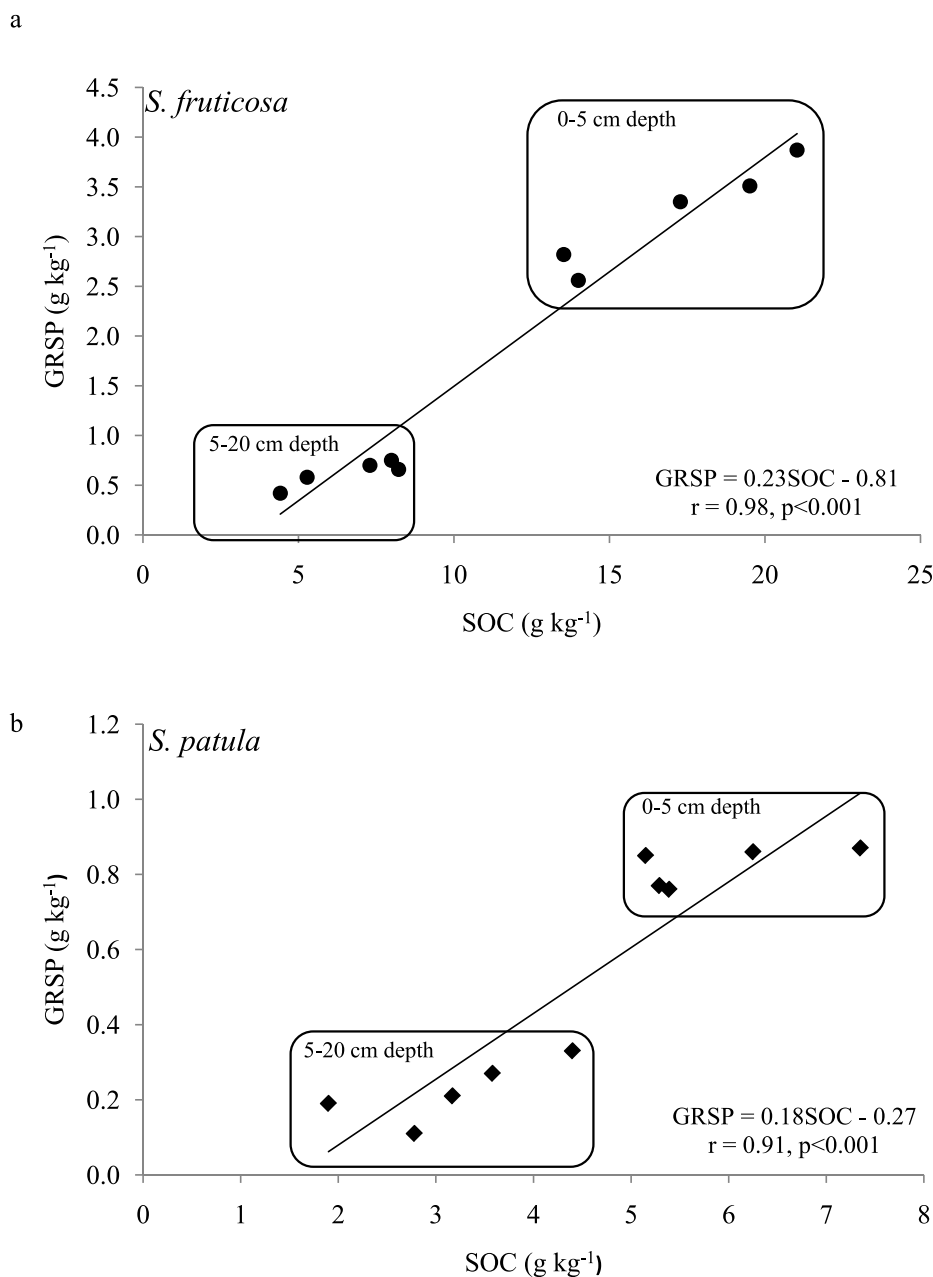 a
S. fruticosa
0-5 cm depth
4.5
4.0
3.5
3.0
2.5
2.0
1.5
1.0
0.5
0.0
GRSP (g kg-1)
5-20 cm depth
GRSP = 0.23SOC - 0.81
r = 0.98, p<0.001
0 5 10 15 20 25
SOC (g kg-1)
b
S. patula
0-5 cm depth
1.2
1.0
0.8
0.6
0.4
0.2
0.0
GRSP (g kg-1)
5-20 cm depth
GRSP = 0.18SOC - 0.27
r = 0.91, p<0.001
0 1 2 3 4 5 6 7 8
SOC (g kg-1)